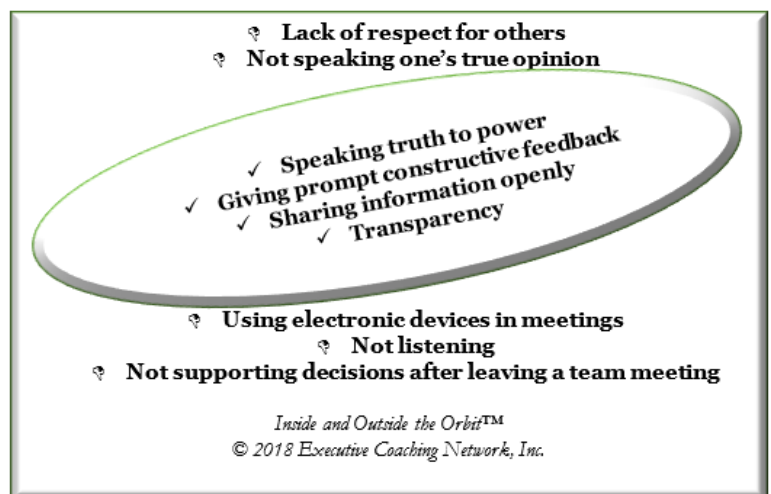 Lack of respect for others
Not speaking one's true opinion
✓ Speaking truth to power
✓ Giving prompt constructive feedback
✓ Sharing information openly
✓ Transparency
Using electronic devices in meetings
Not listening
Not supporting decisions after leaving a team meeting
Inside and Outside the Orbit™
© 2018 Executive Coaching Network, Inc.